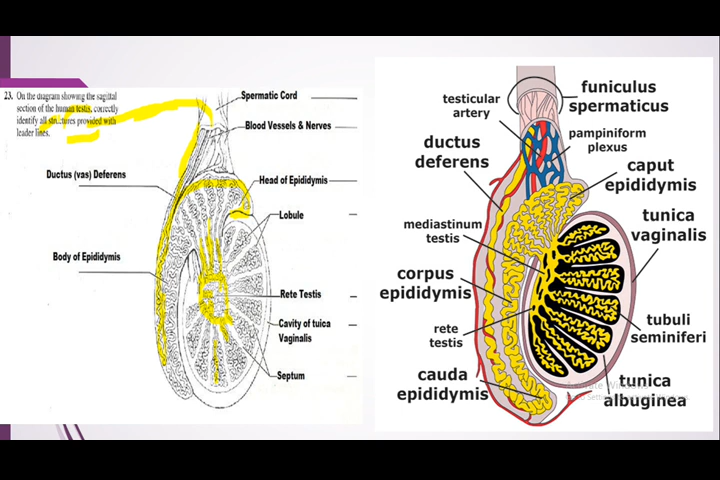 23. On the diagram showing the sagittal
section of the human testis, correctly
identify all structures provided with
leader lines.
Spermatic Cord
Blood Vessels & Nerves
Ductus (vas) Deferens
Head of Epididymis
Lobule
Body of Epididymis
Rete Testis
Cavity of tuica
Vaginalis
Septum
funiculus
spermaticus
testicular
artery
pampiniform
plexus
ductus
deferens
caput
epididymis
tunica
vaginalis
mediastinum
testis
corpus
epididymis
rete
testis
tubuli
seminiferi
cauda
epididymis
tunica
albuginea